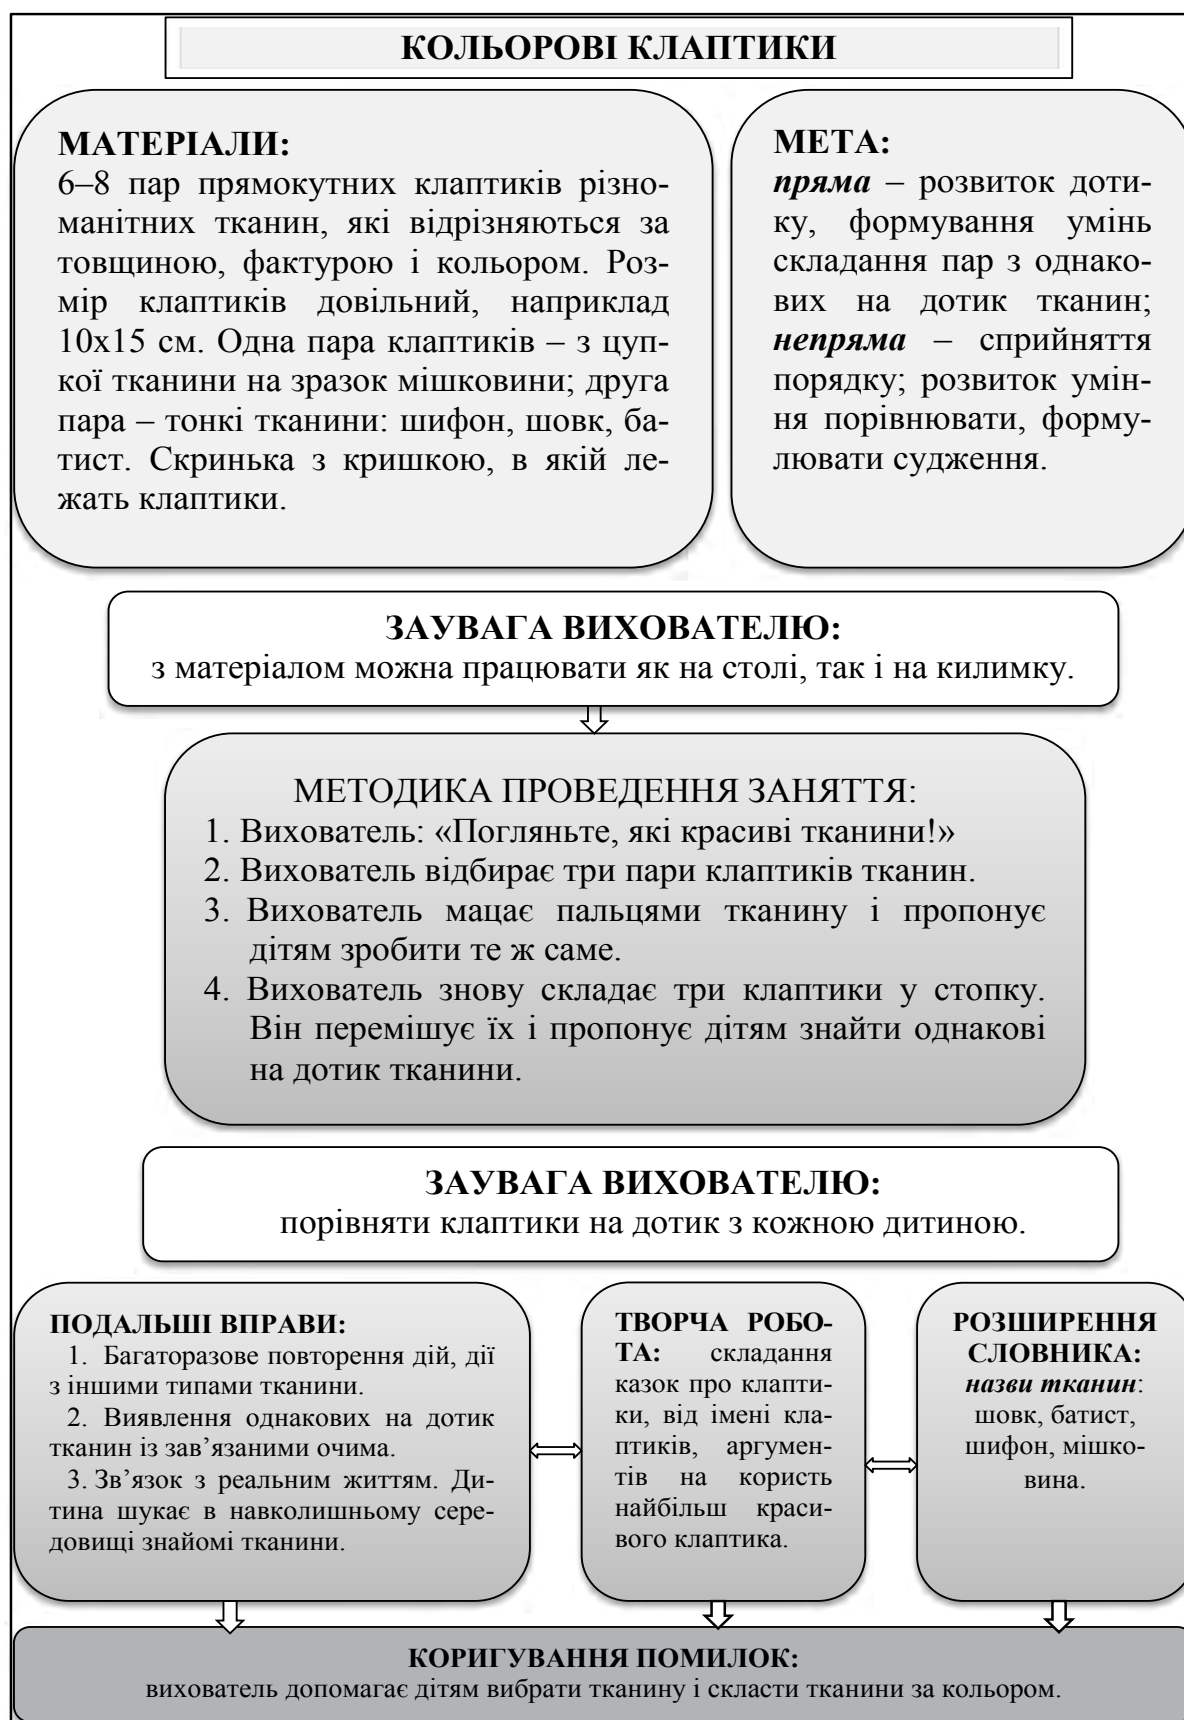 КОЛЬОРОВІ КЛАПТИКИ
МАТЕРІАЛИ:
6–8 пар прямокутних клаптиків різно-
манітних тканин, які відрізняються за
товщиною, фактурою і кольором. Роз-
мір клаптиків довільний, наприклад
10х15 см. Одна пара клаптиків – з цуп-
кої тканини на зразок мішковини; друга
пара – тонкі тканини: шифон, шовк, ба-
тист. Скринька з кришкою, в якій ле-
жать клаптики.
МЕТА:
пряма – розвиток доти-
ку, формування умінь
складання пар з однако-
вих на дотик тканин;
непряма – сприйняття
порядку; розвиток умін-
ня порівнювати, форму-
лювати судження.
ЗАУВАГА ВИХОВАТЕЛЮ:
з матеріалом можна працювати як на столі, так і на килимку.
МЕТОДИКА ПРОВЕДЕННЯ ЗАНЯТТЯ:
1. Вихователь: «Погляньте, які красиві тканини!»
2. Вихователь відбирає три пари клаптиків тканин.
3. Вихователь мацає пальцями тканину і пропонує
дітям зробити те ж саме.
4. Вихователь знову складає три клаптики у стопку.
Він перемішує їх і пропонує дітям знайти однакові
на дотик тканини.
ЗАУВАГА ВИХОВАТЕЛЮ:
порівняти клаптики на дотик з кожною дитиною.
ПОДАЛЬШІ ВПРАВИ:
1. Багаторазове повторення дій, дії
з іншими типами тканини.
2. Виявлення однакових на дотик
тканин із зав’язаними очима.
3. Зв’язок з реальним життям. Ди-
тина шукає в навколишньому сере-
довищі знайомі тканини.
ТВОРЧА РОБО-
ТА: складання
казок про клапти-
ки, від імені кла-
птиків, аргумен-
тів на користь
найбільш краси-
вого клаптика.
РОЗШИРЕННЯ
СЛОВНИКА:
назви тканин:
шовк, батист,
шифон, мішко-
вина.
КОРИГУВАННЯ ПОМИЛОК:
вихователь допомагає дітям вибрати тканину і скласти тканини за кольором.